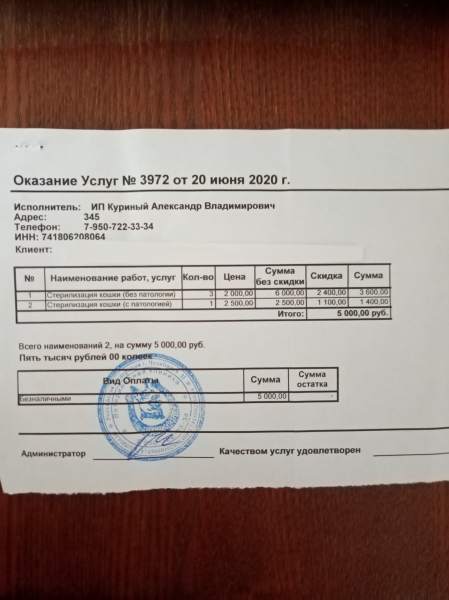 Оказание Услуг № 3972 от 20 июня 2020 г.
Исполнитель: ИП Куриный Александр Владимирович
Адрес: 345
Телефон: 7-950-722-33-34
ИНН: 741806208064
Клиент:
№ Наименование работ, услуг Кол-во Цена Сумма без скидки Скидка Сумма
1 Стерилизация кошки (без патологии) 3 2 000,00 6 000,00 2 400,00 3 600,00
2 Стерилизация кошки (с патологией) 1 2 500,00 2 500,00 1 100,00 1 400,00
Итого: 5 000,00 руб.
Всего наименований 2, на сумму 5 000,00 руб.
Пять тысяч рублей 00 копеек
Вид Оплаты Сумма Сумма остатка
Безналичными 5 000,00 -
Администратор Качеством услуг удовлетворен